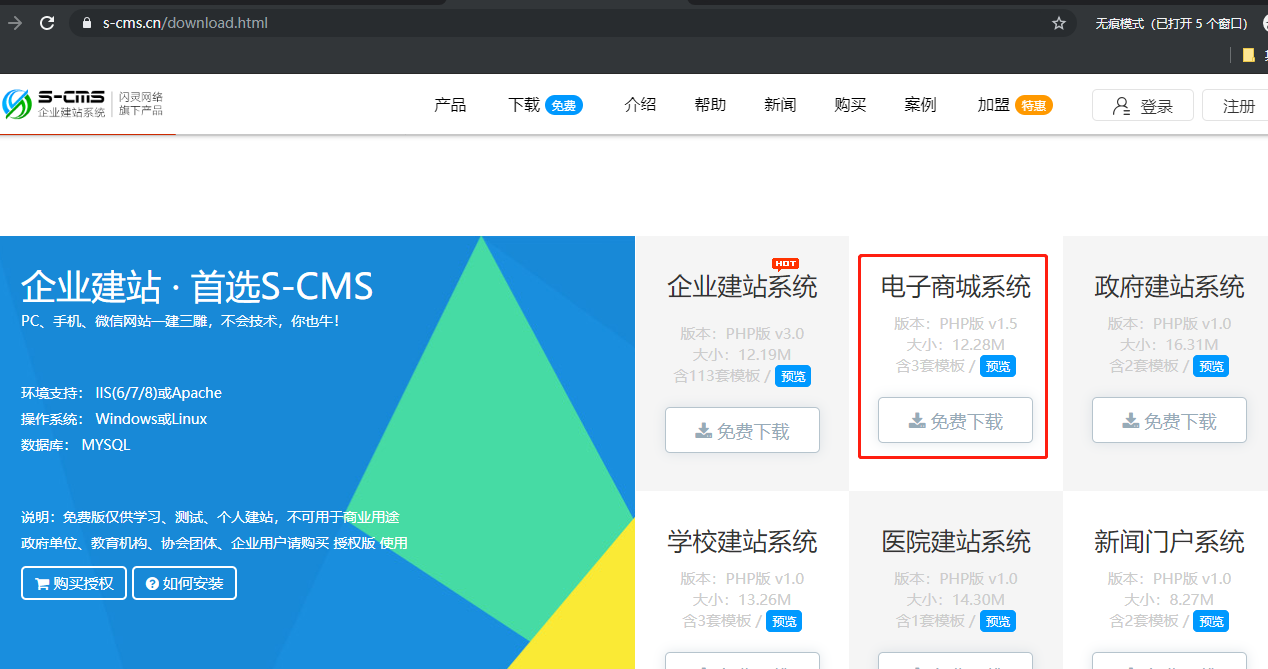 s-cms.cn/download.html
无痕模式（已打开 5 个窗口）
S-CMS
企业建站系统
闪灵网络
旗下产品
产品
下载 免费
介绍
帮助
新闻
购买
案例
加盟 特惠
登录
注册
企业建站 · 首选S-CMS
PC、手机、微信网站一建三雕，不会技术，你也牛！
环境支持： IIS(6/7/8)或Apache
操作系统： Windows或Linux
数据库： MYSQL
说明：免费版仅供学习、测试、个人建站，不可用于商业用途
政府单位、教育机构、协会团体、企业用户请购买 授权版 使用
购买授权
如何安装
HOT
企业建站系统
版本：PHP版 v3.0
大小：12.19M
含113套模板 / 预览
免费下载
电子商城系统
版本：PHP版 v1.5
大小：12.28M
含3套模板 / 预览
免费下载
政府建站系统
版本：PHP版 v1.0
大小：16.31M
含2套模板 / 预览
免费下载
学校建站系统
版本：PHP版 v1.0
大小：13.26M
含3套模板 / 预览
医院建站系统
版本：PHP版 v1.0
大小：14.30M
含1套模板 / 预览
新闻门户系统
版本：PHP版 v1.0
大小：8.27M
含2套模板 / 预览